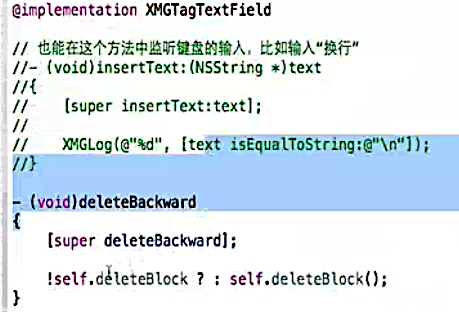 @implementation XMGTagTextField
// 也能在这个方法中监听键盘的输入，比如输入“换行”
//- (void)insertText:(NSString *)text
//{
//    [super insertText:text];
//
//    XMGLog(@"%d", [text isEqualToString:@"\n"]);
//}
- (void)deleteBackward
{
    [super deleteBackward];
    !self.deleteBlock ? : self.deleteBlock();
}